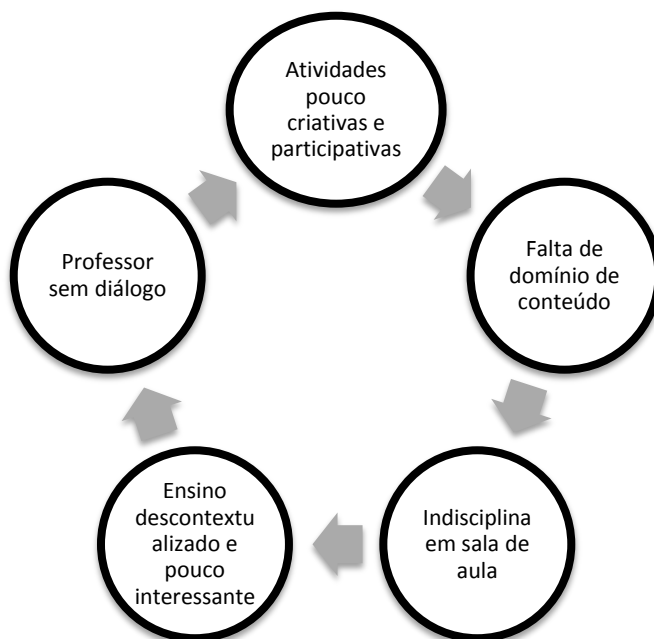 Atividades
pouco
criativas e
participativas
Falta de
domínio de
conteúdo
Indisciplina
em sala de
aula
Ensino
descontextu
alizado e
pouco
interessante
Professor
sem diálogo